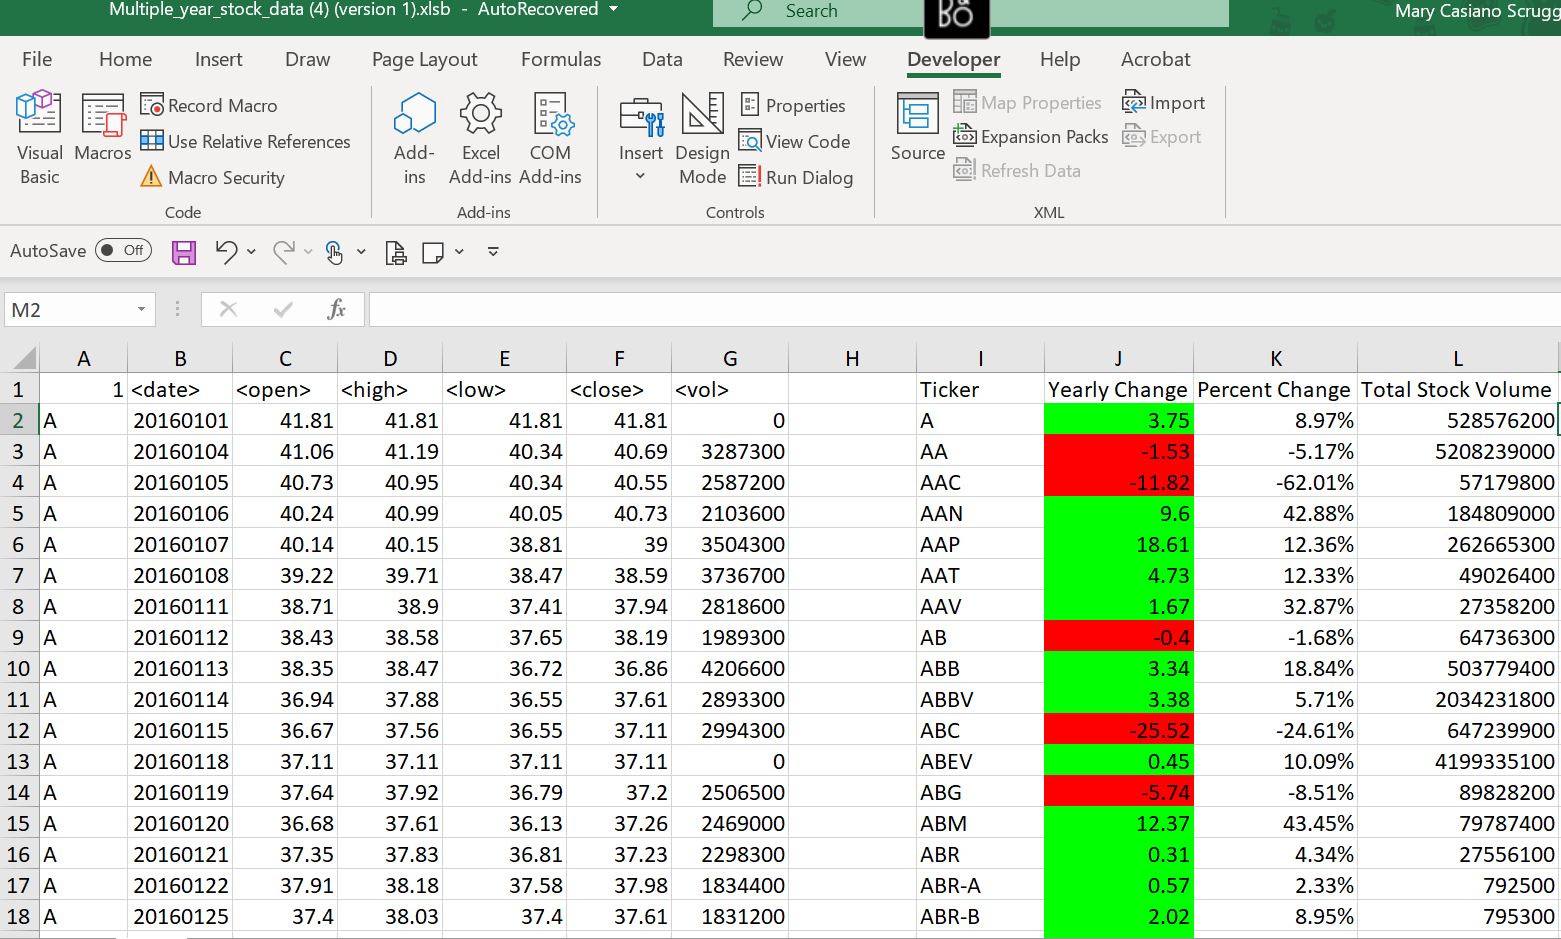 Multiple_year_stock_data (4) (version 1).xlsb - AutoRecovered
Search
BO
Mary Casiano Scrugg
File Home Insert Draw Page Layout Formulas Data Review View Developer Help Acrobat
Visual Basic
Macros
Record Macro
Use Relative References
Macro Security
Code
Add-ins
Excel Add-ins
COM Add-ins
Add-ins
Insert
Design Mode
Properties
View Code
Run Dialog
Controls
Source
Map Properties
Expansion Packs
Refresh Data
Import
Export
XML
AutoSave Off
M2 fx
A B C D E F G H I J K L
1 1 <date> <open> <high> <low> <close> <vol> Ticker Yearly Change Percent Change Total Stock Volume
2 A 20160101 41.81 41.81 41.81 41.81 0 A 3.75 8.97% 528576200
3 A 20160104 41.06 41.19 40.34 40.69 3287300 AA -1.53 -5.17% 5208239000
4 A 20160105 40.73 40.95 40.34 40.55 2587200 AAC -11.82 -62.01% 57179800
5 A 20160106 40.24 40.99 40.05 40.73 2103600 AAN 9.6 42.88% 184809000
6 A 20160107 40.14 40.15 38.81 39 3504300 AAP 18.61 12.36% 262665300
7 A 20160108 39.22 39.71 38.47 38.59 3736700 AAT 4.73 12.33% 49026400
8 A 20160111 38.71 38.9 37.41 37.94 2818600 AAV 1.67 32.87% 27358200
9 A 20160112 38.43 38.58 37.65 38.19 1989300 AB -0.4 -1.68% 64736300
10 A 20160113 38.35 38.47 36.72 36.86 4206600 ABB 3.34 18.84% 503779400
11 A 20160114 36.94 37.88 36.55 37.61 2893300 ABBV 3.38 5.71% 2034231800
12 A 20160115 36.67 37.56 36.55 37.11 2994300 ABC -25.52 -24.61% 647239900
13 A 20160118 37.11 37.11 37.11 37.11 0 ABEV 0.45 10.09% 4199335100
14 A 20160119 37.64 37.92 36.79 37.2 2506500 ABG -5.74 -8.51% 89828200
15 A 20160120 36.68 37.61 36.13 37.26 2469000 ABM 12.37 43.45% 79787400
16 A 20160121 37.35 37.83 36.81 37.23 2298300 ABR 0.31 4.34% 27556100
17 A 20160122 37.91 38.18 37.58 37.98 1834400 ABR-A 0.57 2.33% 792500
18 A 20160125 37.4 38.03 37.4 37.61 1831200 ABR-B 2.02 8.95% 795300